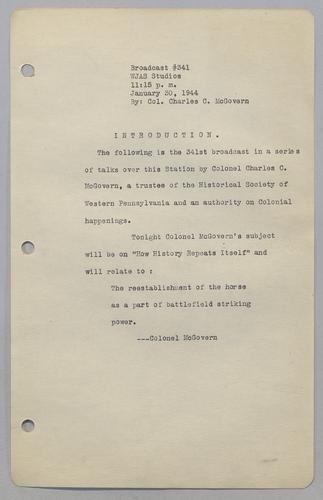 Broadcast #341
WJAS Studios
11:15 p. m.
January 30, 1944
By: Col. Charles C. McGovern
I N T R O D U C T I O N .
The following is the 341st broadcast in a series
of talks over this Station by Colonel Charles C.
McGovern, a trustee of the Historical Society of
Western Pennsylvania and an authority on Colonial
happenings.
Tonight Colonel McGovern's subject
will be on "How History Repeats Itself" and
will relate to :
The reestablishment of the horse
as a part of battlefield striking
power.
---Colonel McGovern